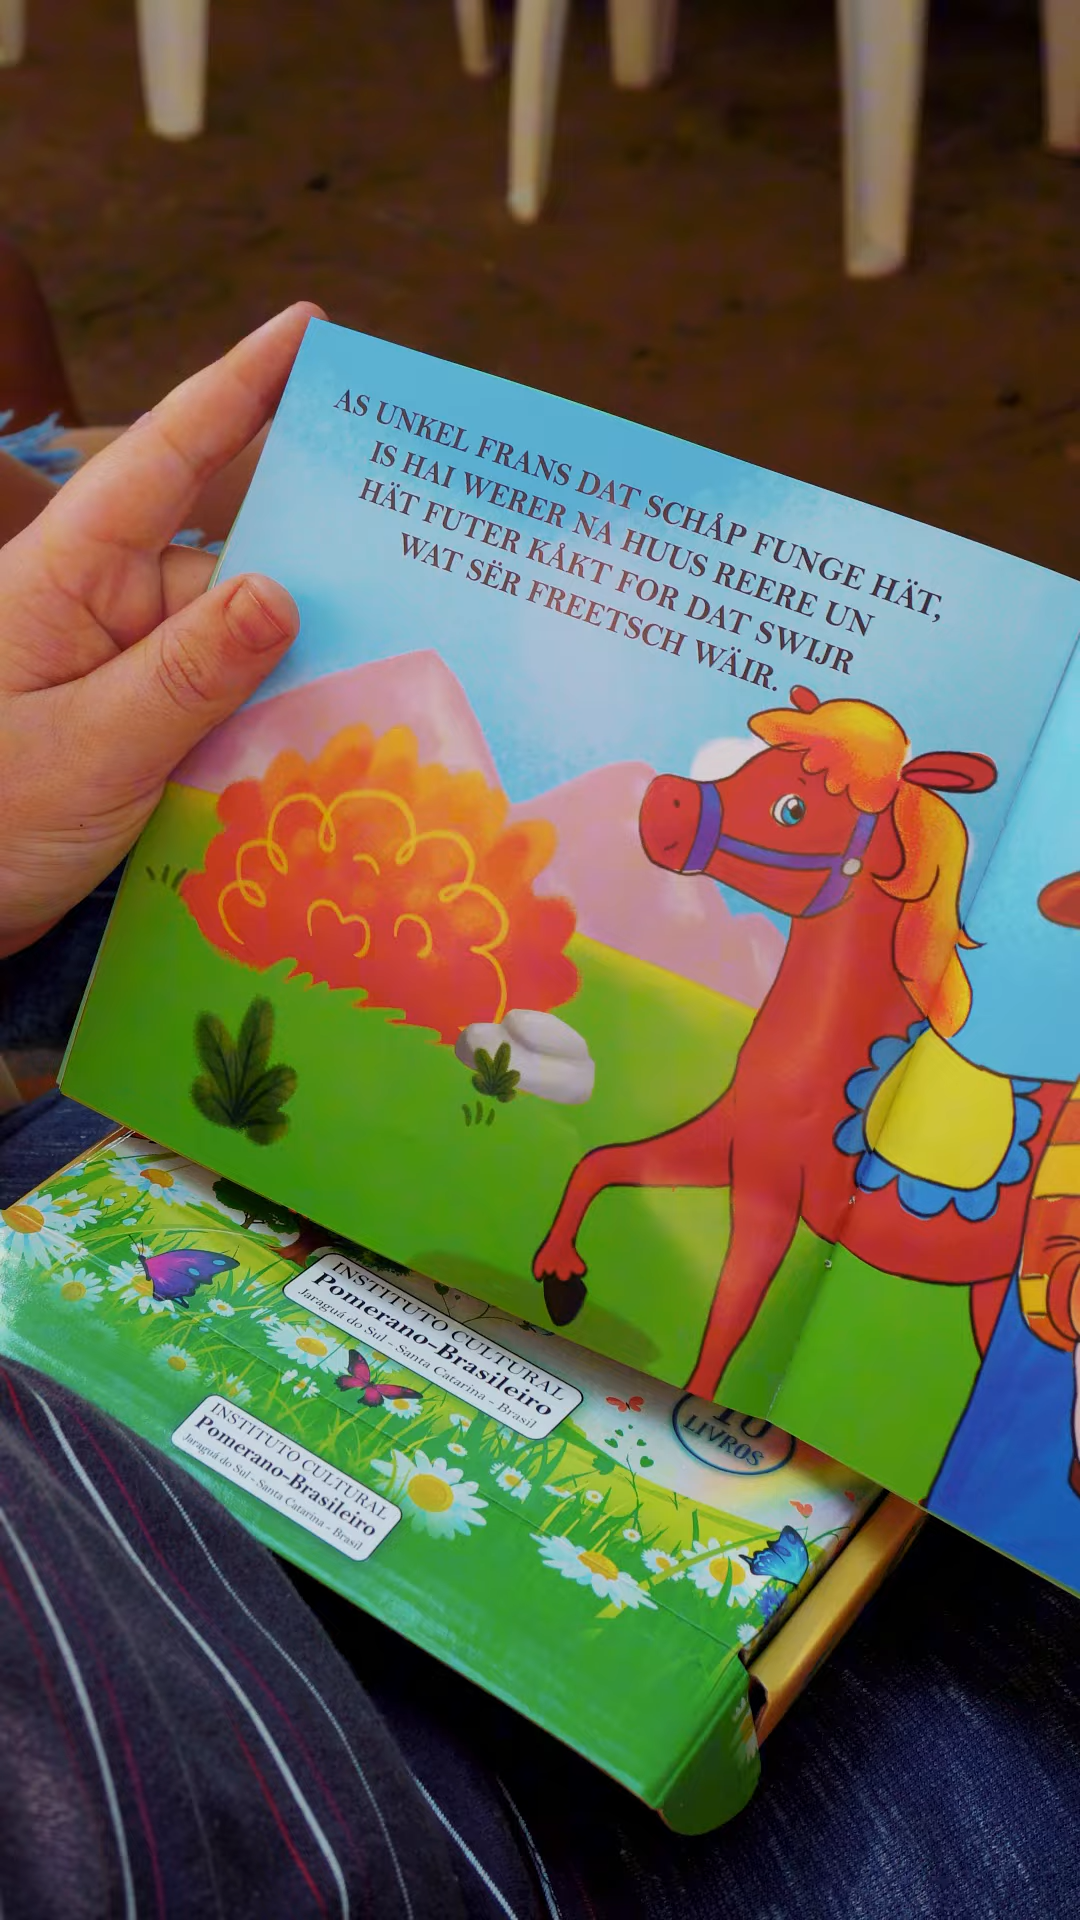 AS UNKEL FRANS DAT SCHÅP FUNGE HÄT,
IS HAI WERER NA HUUS REERE UN
HÄT FUTER KÅKT FOR DAT SWIJR
WAT SËR FREETSCH WÄIR.
INSTITUTO CULTURAL
Pomerano-Brasileiro
Jaraguá do Sul - Santa Catarina - Brasil
10
LIVROS
INSTITUTO CULTURAL
Pomerano-Brasileiro
Jaraguá do Sul - Santa Catarina - Brasil